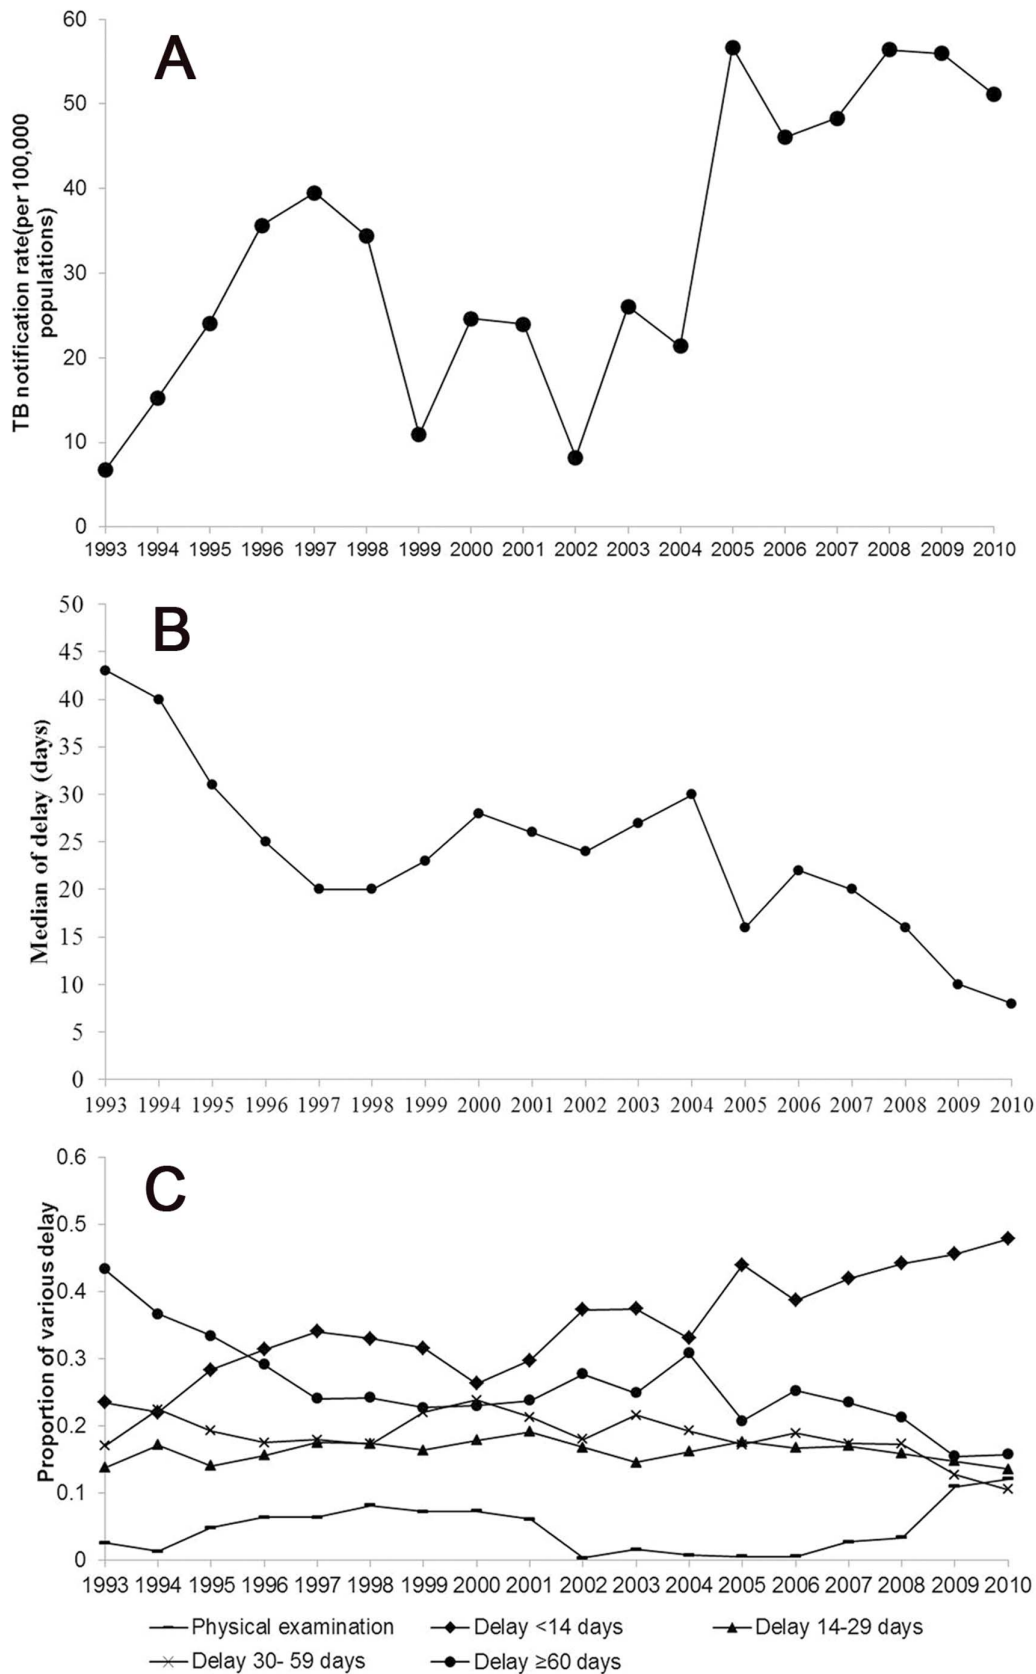 A
TB notification rate(per 100,000
populations)
60
50
40
30
20
10
0
1993 1994 1995 1996 1997 1998 1999 2000 2001 2002 2003 2004 2005 2006 2007 2008 2009 2010
B
Median of delay (days)
50
45
40
35
30
25
20
15
10
5
0
1993 1994 1995 1996 1997 1998 1999 2000 2001 2002 2003 2004 2005 2006 2007 2008 2009 2010
C
Proportion of various delay
0.6
0.5
0.4
0.3
0.2
0.1
0
1993 1994 1995 1996 1997 1998 1999 2000 2001 2002 2003 2004 2005 2006 2007 2008 2009 2010
Physical examination Delay <14 days Delay 14-29 days
Delay 30- 59 days Delay ≥60 days